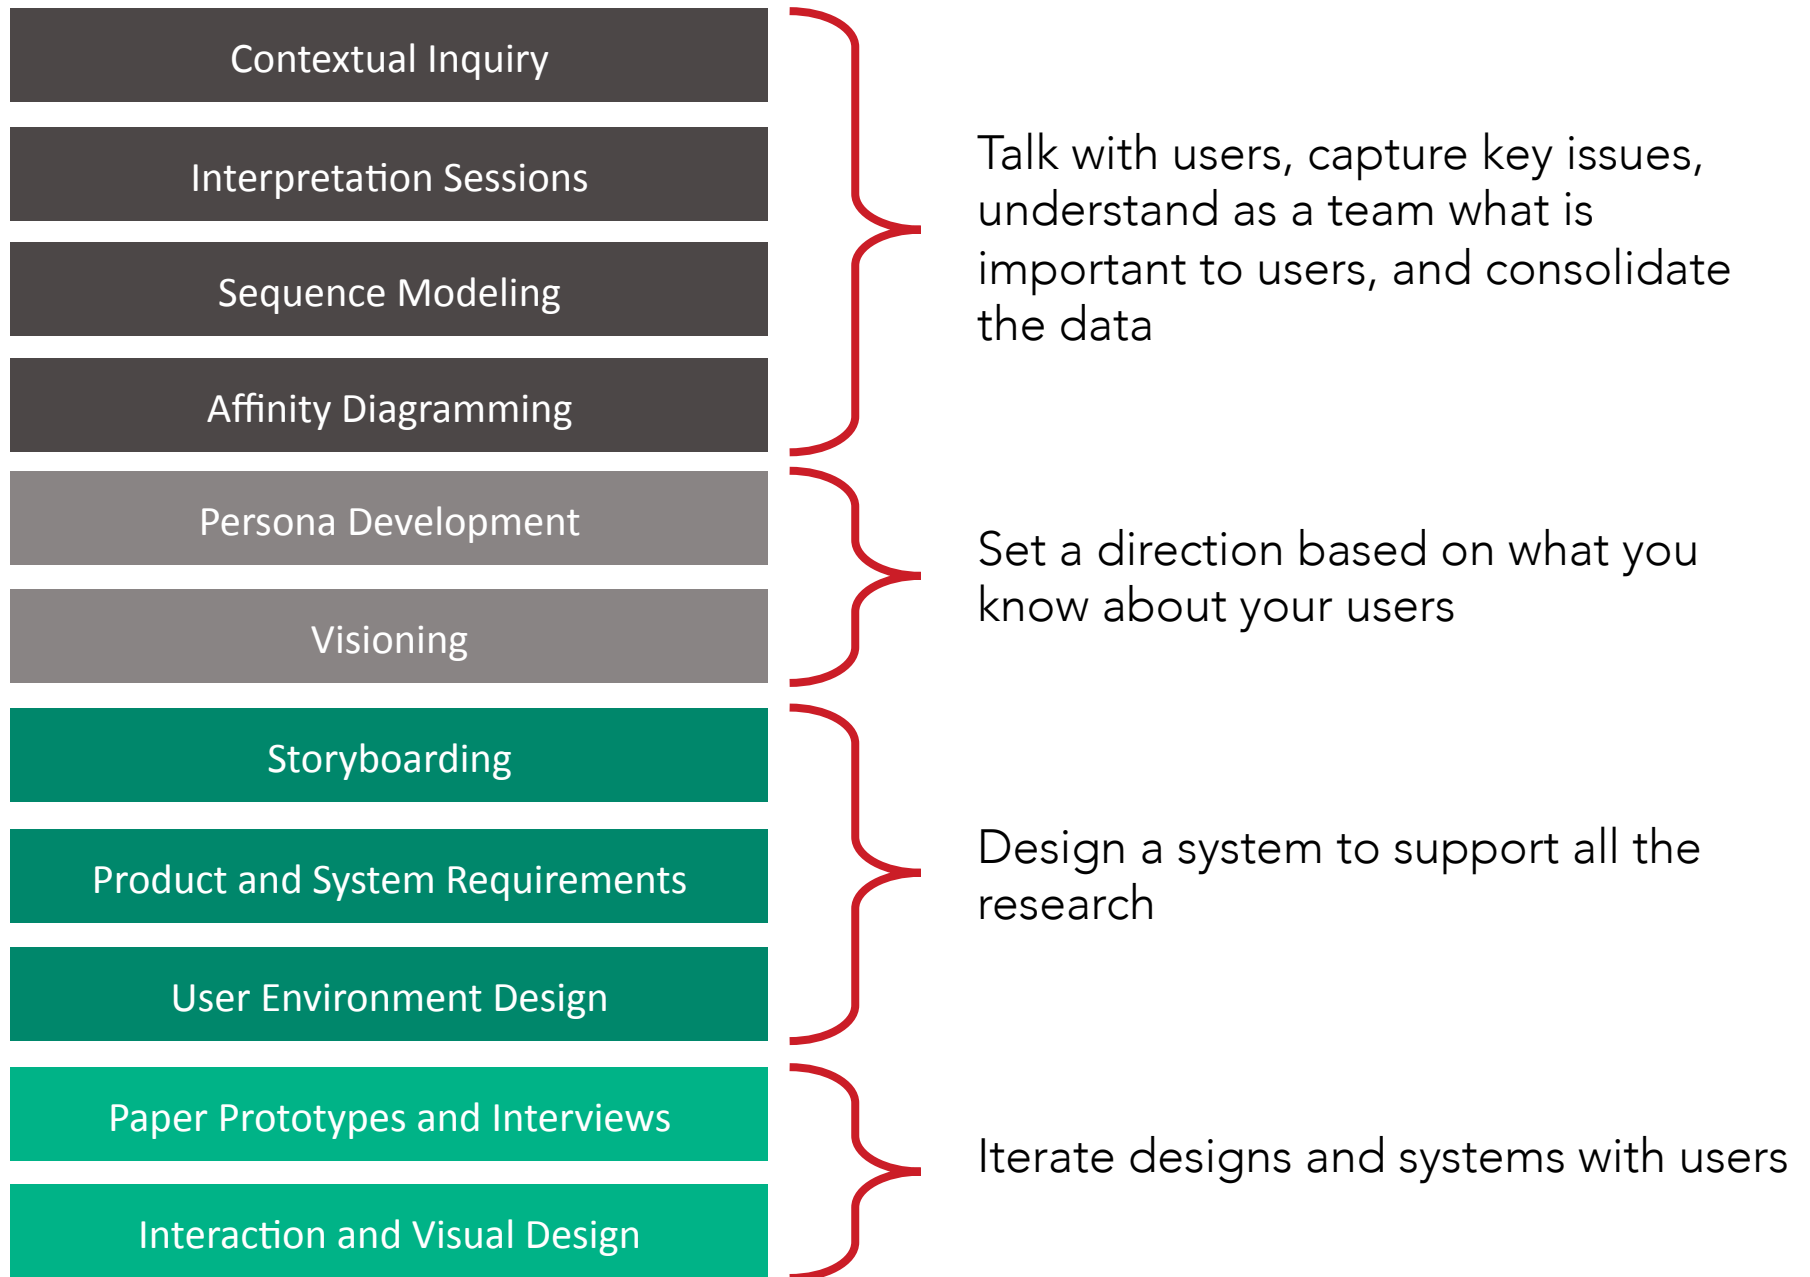 Contextual Inquiry
Interpretation Sessions
Sequence Modeling
Affinity Diagramming
Talk with users, capture key issues,
understand as a team what is
important to users, and consolidate
the data
Persona Development
Visioning
Set a direction based on what you
know about your users
Storyboarding
Product and System Requirements
User Environment Design
Design a system to support all the
research
Paper Prototypes and Interviews
Interaction and Visual Design
Iterate designs and systems with users